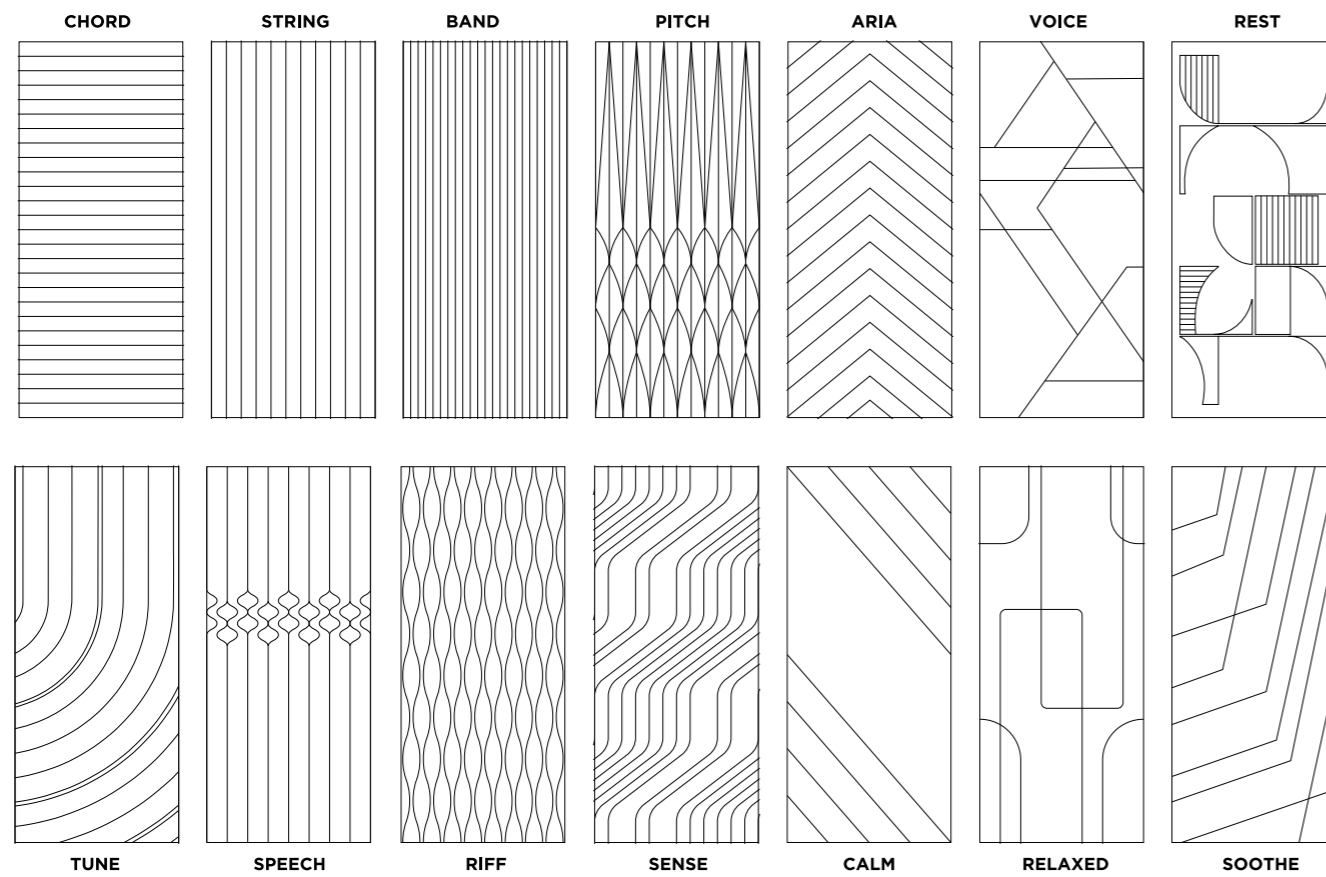 CHORD STRING BAND PITCH ARIA VOICE REST
TUNE SPEECH RIFF SENSE CALM RELAXED SOOTHE